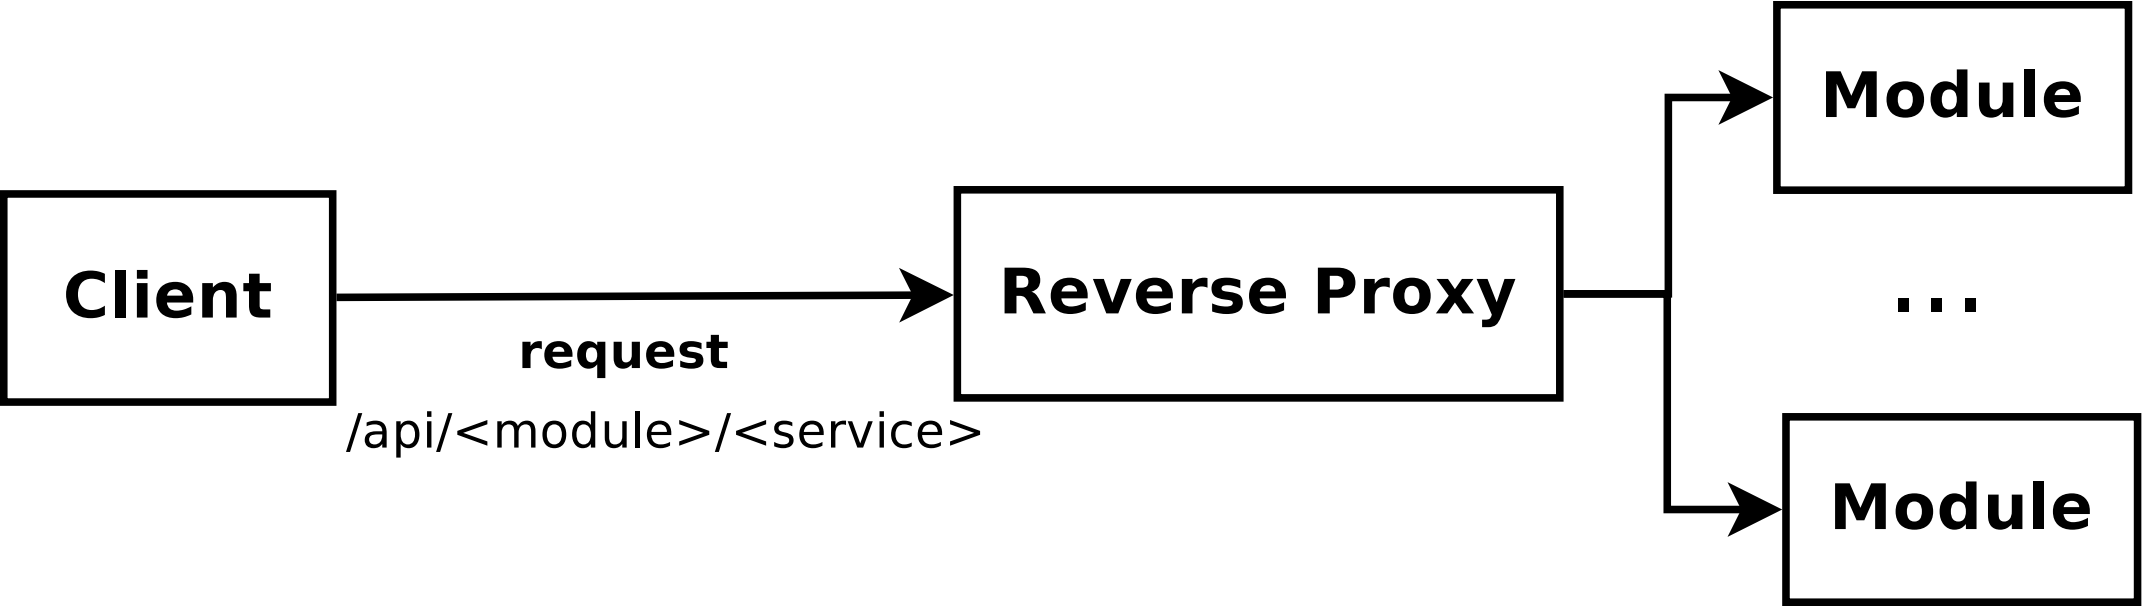 Client
request
/api/<module>/<service>
Reverse Proxy
Module
...
Module